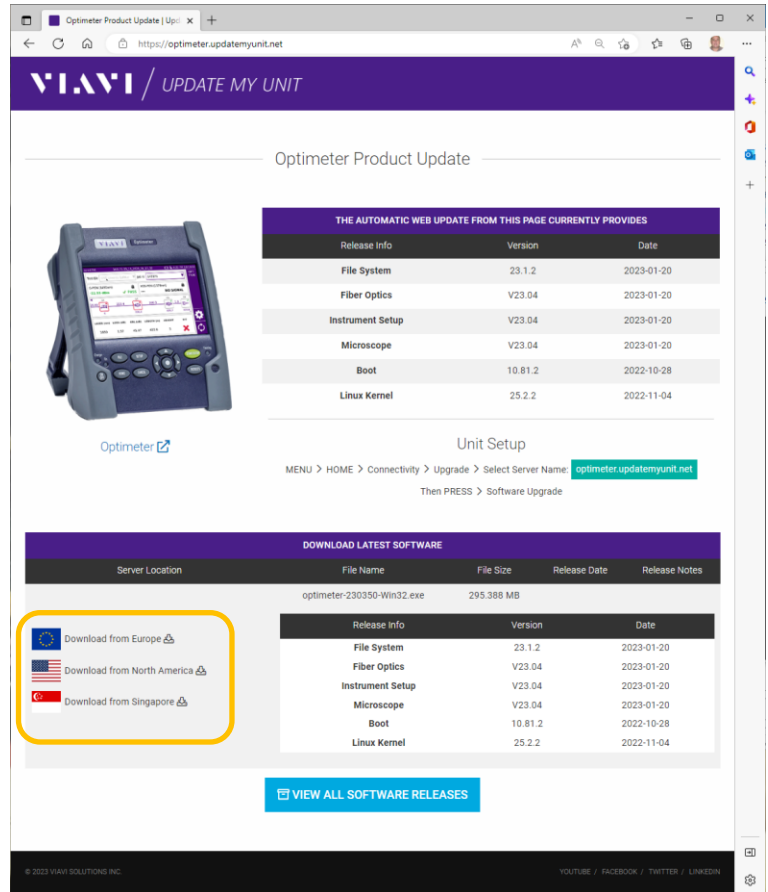 Optimeter Product Update | Upd
https://optimeter.updatemyunit.net
VIAVI / UPDATE MY UNIT
Optimeter Product Update
VIAVI Optimeter
Optimeter
THE AUTOMATIC WEB UPDATE FROM THIS PAGE CURRENTLY PROVIDES
Release Info Version Date
File System 23.1.2 2023-01-20
Fiber Optics V23.04 2023-01-20
Instrument Setup V23.04 2023-01-20
Microscope V23.04 2023-01-20
Boot 10.81.2 2022-10-28
Linux Kernel 25.2.2 2022-11-04
Unit Setup
MENU > HOME > Connectivity > Upgrade > Select Server Name: optimeter.updatemyunit.net
Then PRESS > Software Upgrade
DOWNLOAD LATEST SOFTWARE
Server Location File Name File Size Release Date Release Notes
optimeter-230350-Win32.exe 295.388 MB
Download from Europe
Download from North America
Download from Singapore
Release Info Version Date
File System 23.1.2 2023-01-20
Fiber Optics V23.04 2023-01-20
Instrument Setup V23.04 2023-01-20
Microscope V23.04 2023-01-20
Boot 10.81.2 2022-10-28
Linux Kernel 25.2.2 2022-11-04
VIEW ALL SOFTWARE RELEASES
© 2023 VIAVI SOLUTIONS INC.
YOUTUBE / FACEBOOK / TWITTER / LINKEDIN